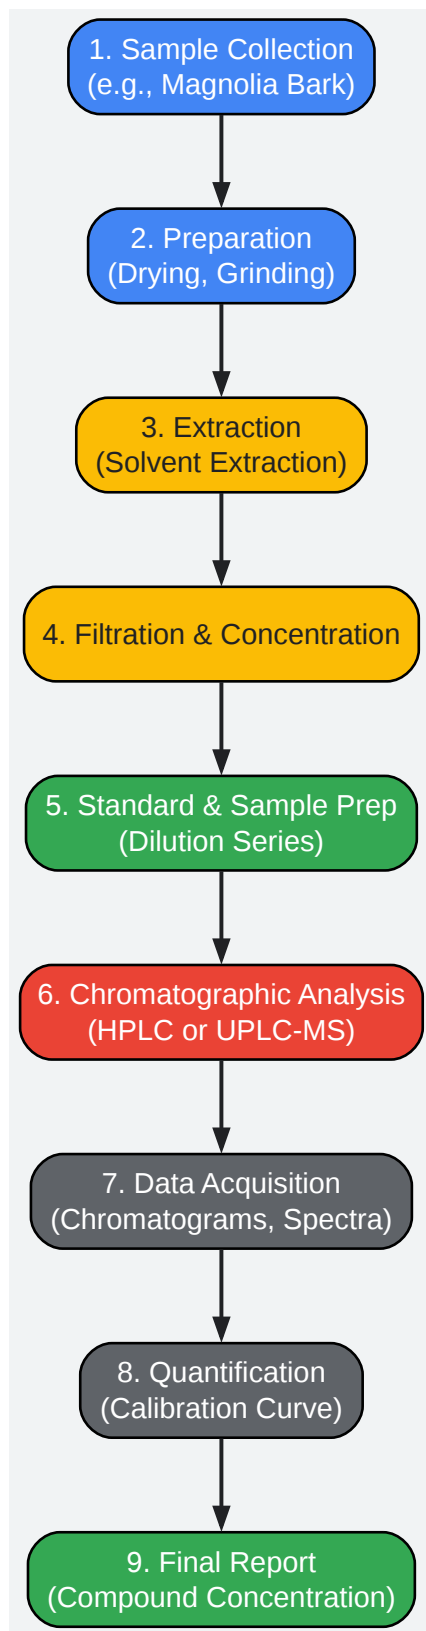 1. Sample Collection
(e.g., Magnolia Bark)
2. Preparation
(Drying, Grinding)
3. Extraction
(Solvent Extraction)
4. Filtration & Concentration
5. Standard & Sample Prep
(Dilution Series)
6. Chromatographic Analysis
(HPLC or UPLC-MS)
7. Data Acquisition
(Chromatograms, Spectra)
8. Quantification
(Calibration Curve)
9. Final Report
(Compound Concentration)